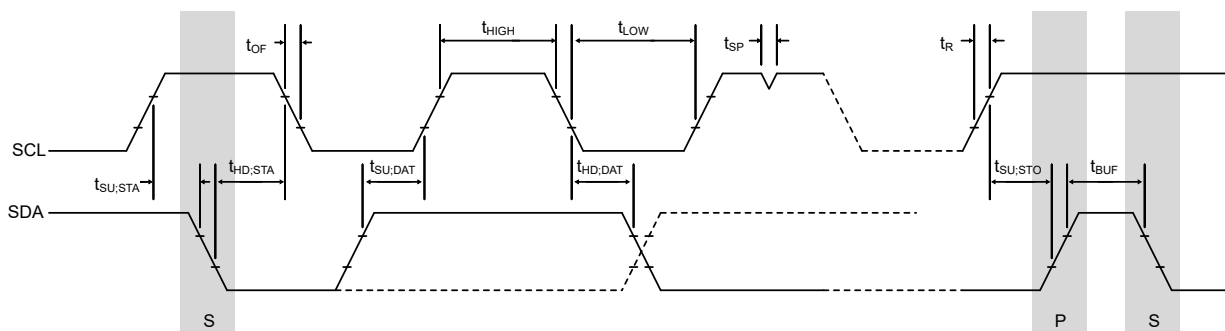 tOF
tHIGH
tLOW
tSP
tR
SCL
tSU;STA
tHD;STA
tSU;DAT
tHD;DAT
tSU;STO
tBUF
SDA
S
P
S